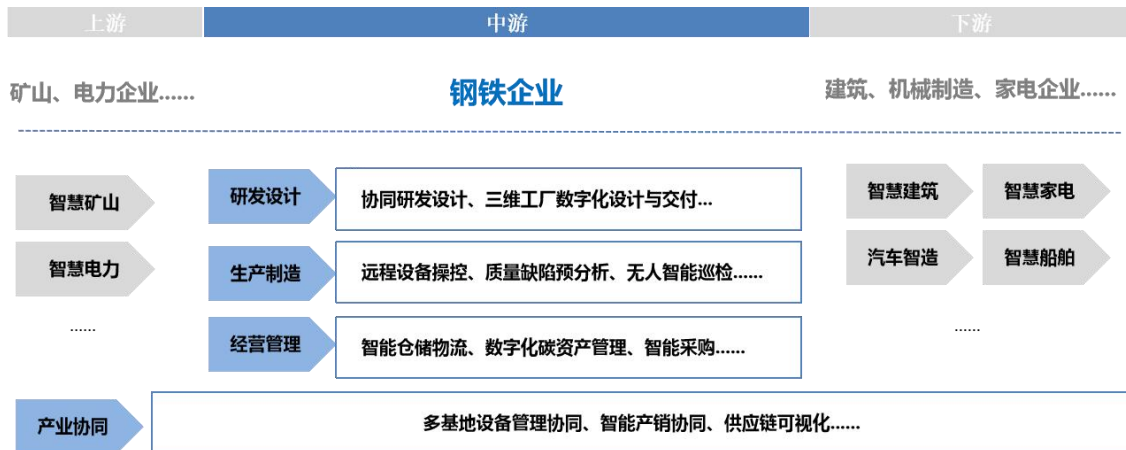 上游
中游
下游
矿山、电力企业......
钢铁企业
建筑、机械制造、家电企业......
智慧矿山
智慧电力
......
研发设计
协同研发设计、三维工厂数字化设计与交付...
生产制造
远程设备操控、质量缺陷预分析、无人智能巡检......
经营管理
智能仓储物流、数字化碳资产管理、智能采购......
智慧建筑
智慧家电
汽车智造
智慧船舶
......
产业协同
多基地设备管理协同、智能产销协同、供应链可视化......